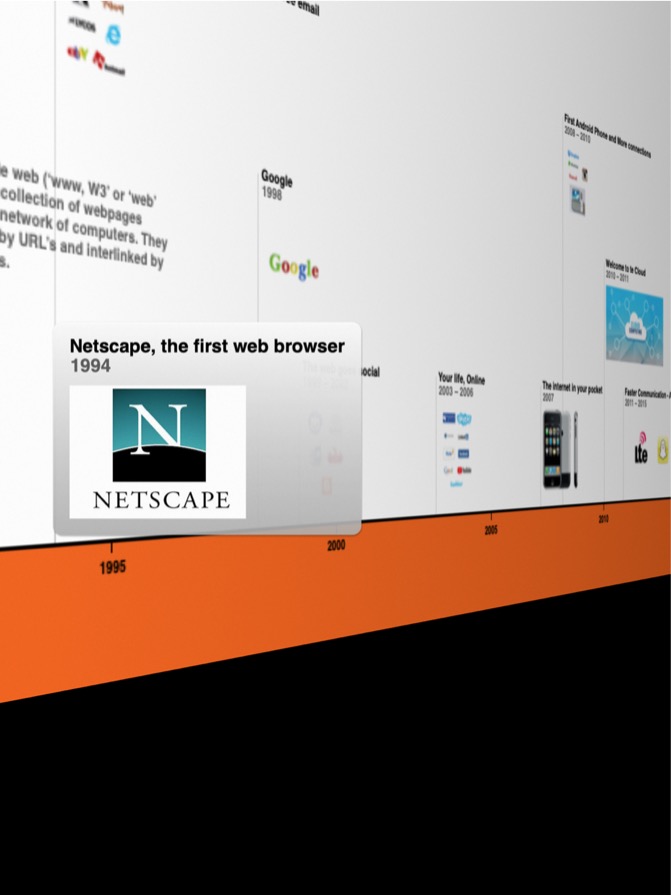 email
e web ('www, W3' or 'web'
collection of webpages
network of computers. They
by URL's and interlinked by
s.
Google
1998
Google
First Android Phone and More connections
2008 – 2010
Welcome to le Cloud
2010 – 2011
Netscape, the first web browser
1994
N
NETSCAPE
ocial
Your life, Online
2003 – 2006
The internet in your pocket
2007
Faster Communication - A
2011 – 2015
lte
1995
2000
2005
2010